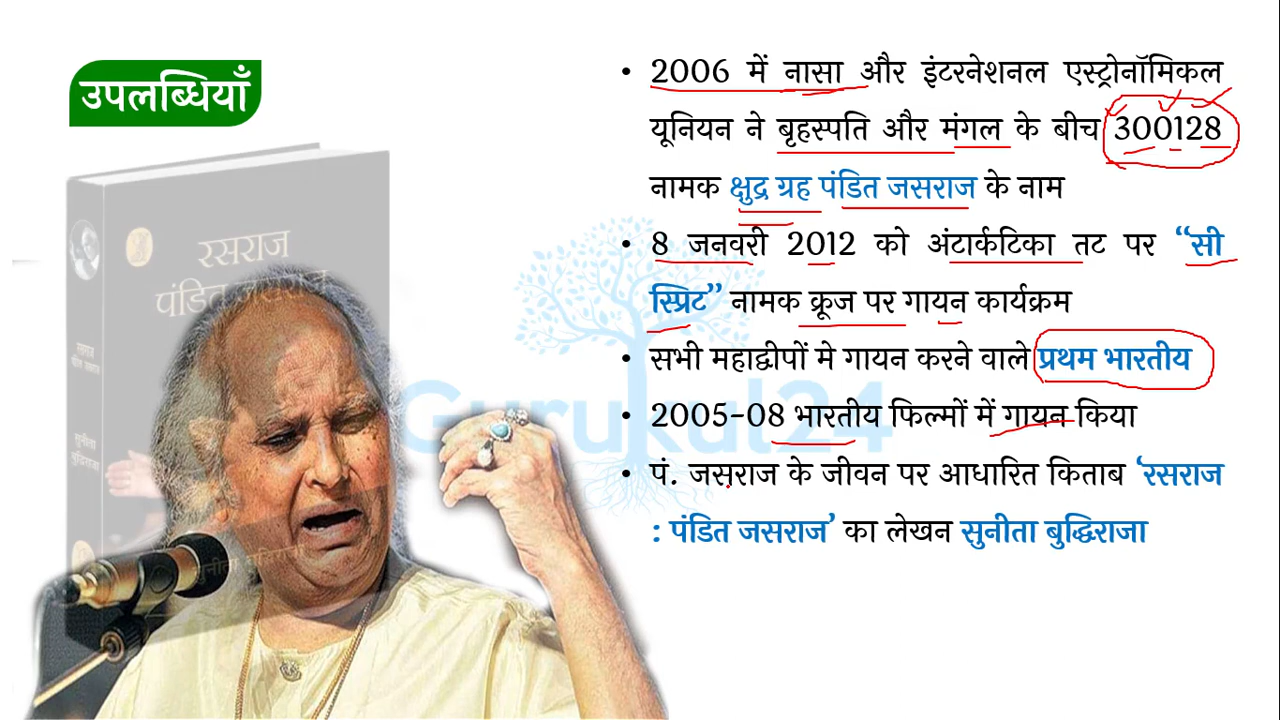 उपलब्धियाँ
• 2006 में नासा और इंटरनेशनल एस्ट्रोनॉमिकल
यूनियन ने बृहस्पति और मंगल के बीच 300128
नामक क्षुद्र ग्रह पंडित जसराज के नाम
• 8 जनवरी 2012 को अंटार्कटिका तट पर “सी
स्प्रिट” नामक क्रूज पर गायन कार्यक्रम
• सभी महाद्वीपों मे गायन करने वाले प्रथम भारतीय
• 2005-08 भारतीय फिल्मों में गायन किया
• पं. जसराज के जीवन पर आधारित किताब ‘रसराज
: पंडित जसराज’ का लेखन सुनीता बुद्धिराजा
रसराज
पंडित जसराज
सुनीता
बुद्धिराजा
सुनीता बुद्धिराजा
Gurukul24